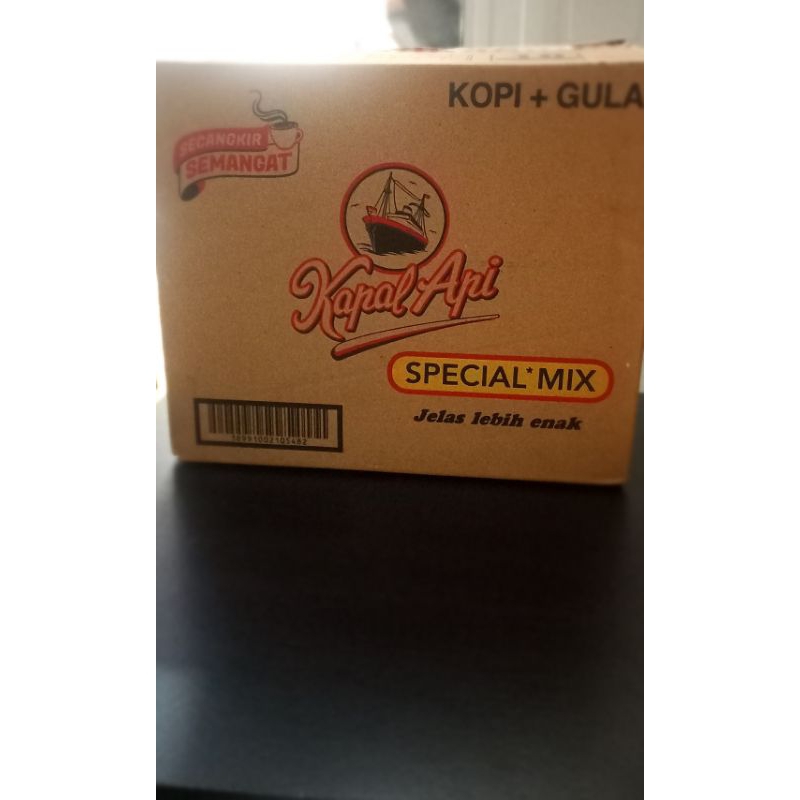 KOPI + GULA
SECANGKIR
SEMANGAT
Kapal Api
SPECIAL* MIX
Jelas lebih enak